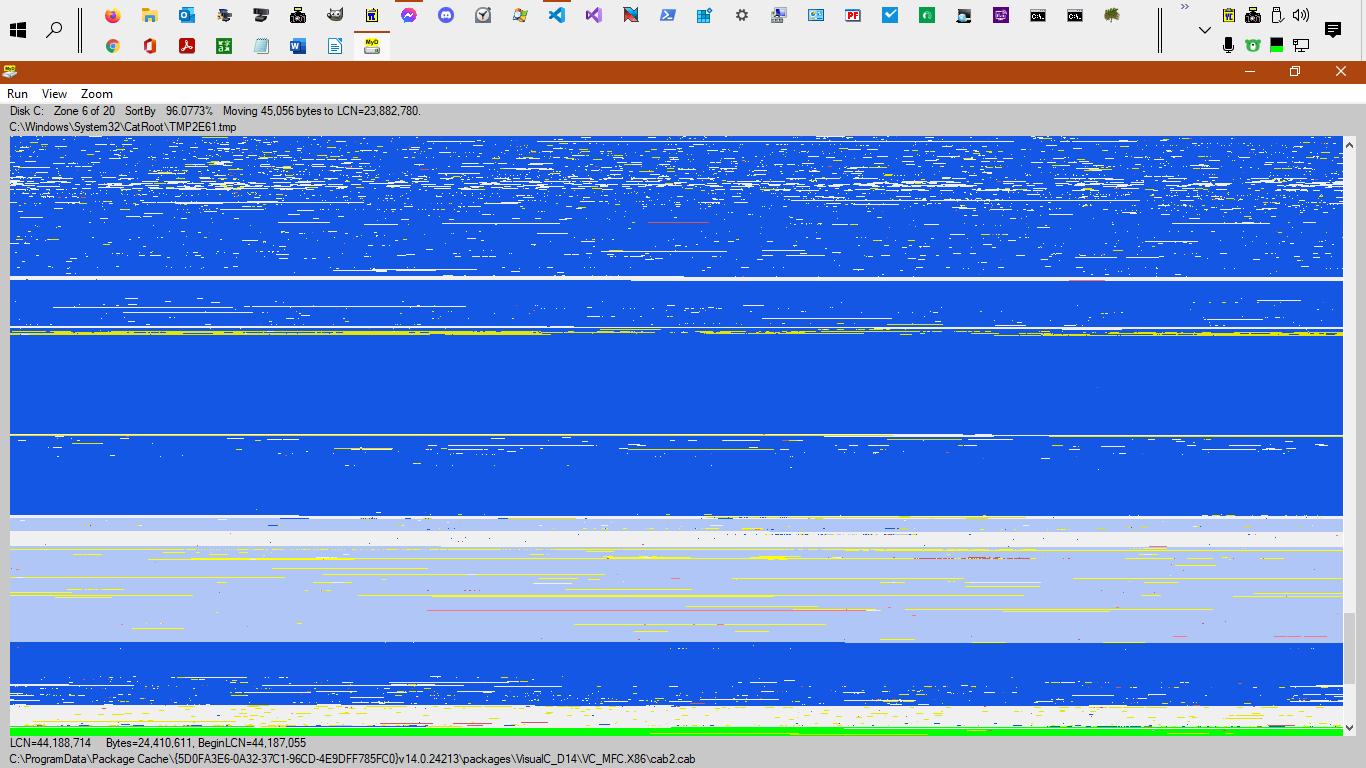 Run View Zoom
Disk C: Zone 6 of 20 SortBy 96.0773% Moving 45,056 bytes to LCN=23,882,780.
C:\Windows\System32\CatRoot\TMP2E61.tmp
LCN=44,188,714 Bytes=24,410,611, BeginLCN=44,187,055
C:\ProgramData\Package Cache\{5D0FA3E6-0A32-37C1-96CD-4E9DFF785FC0}v14.0.24213\packages\VisualC_D14\VC_MFC.X86\cab2.cab